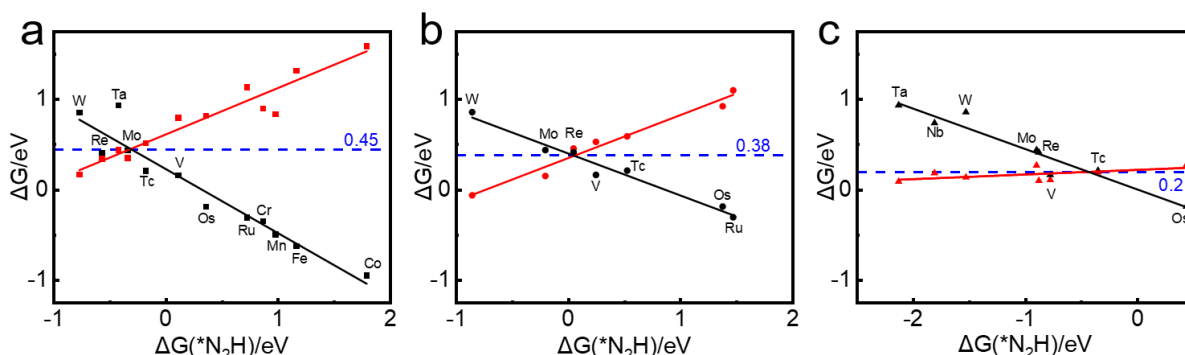 a
ΔG/eV
1
0
-1
W
Ta
Re
Mo
Tc
V
Os
Ru
Cr
Mn
Fe
Co
0.45
-1
0
1
2
ΔG(*N₂H)/eV
b
ΔG/eV
1
0
-1
W
Mo
Re
V
Tc
Os
Ru
0.38
-1
0
1
2
ΔG(*N₂H)/eV
c
ΔG/eV
1
0
-1
Ta
Nb
W
Mo
Re
V
Tc
Os
0.2
-2
-1
0
ΔG(*N₂H)/eV